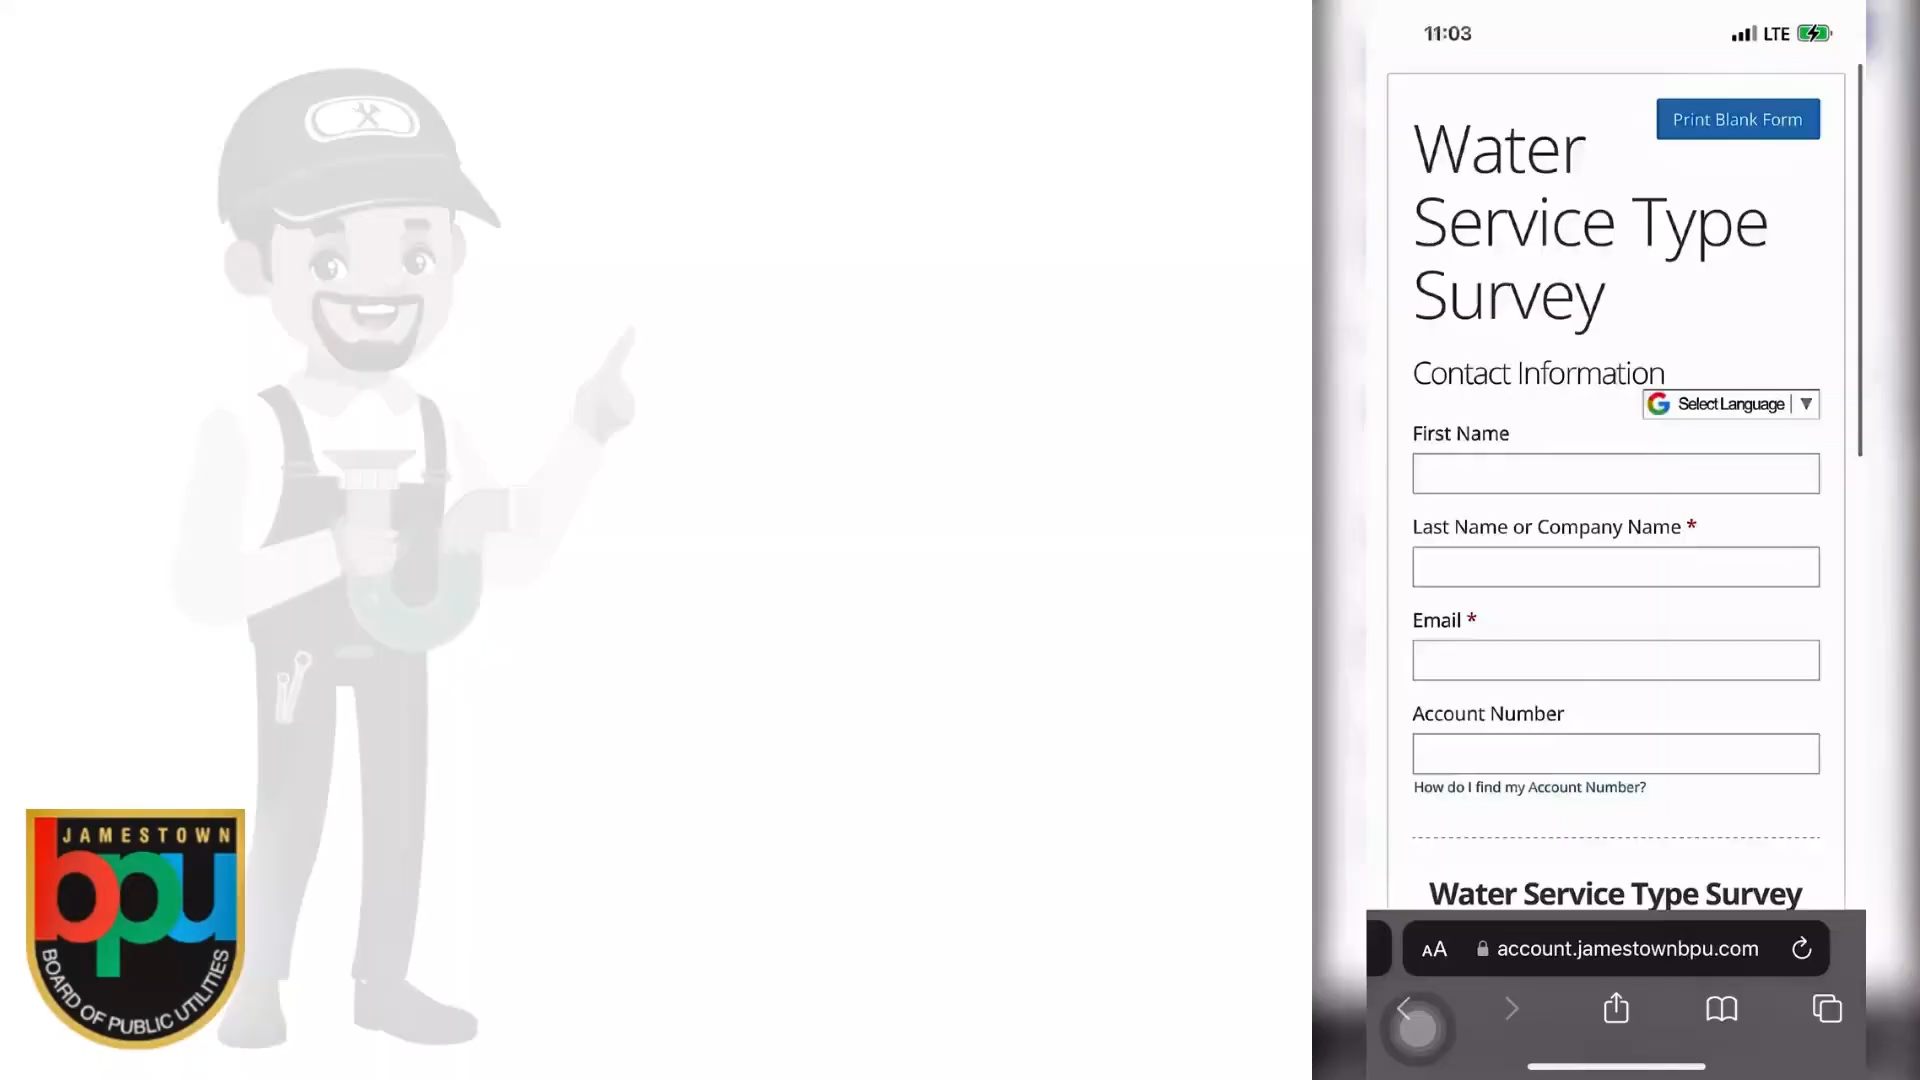 JAMESTOWN
bpu
BOARD OF PUBLIC UTILITIES
11:03
LTE
Print Blank Form
Water
Service Type
Survey
Contact Information
Select Language
First Name
Last Name or Company Name *
Email *
Account Number
How do I find my Account Number?
Water Service Type Survey
AA
account.jamestownbpu.com